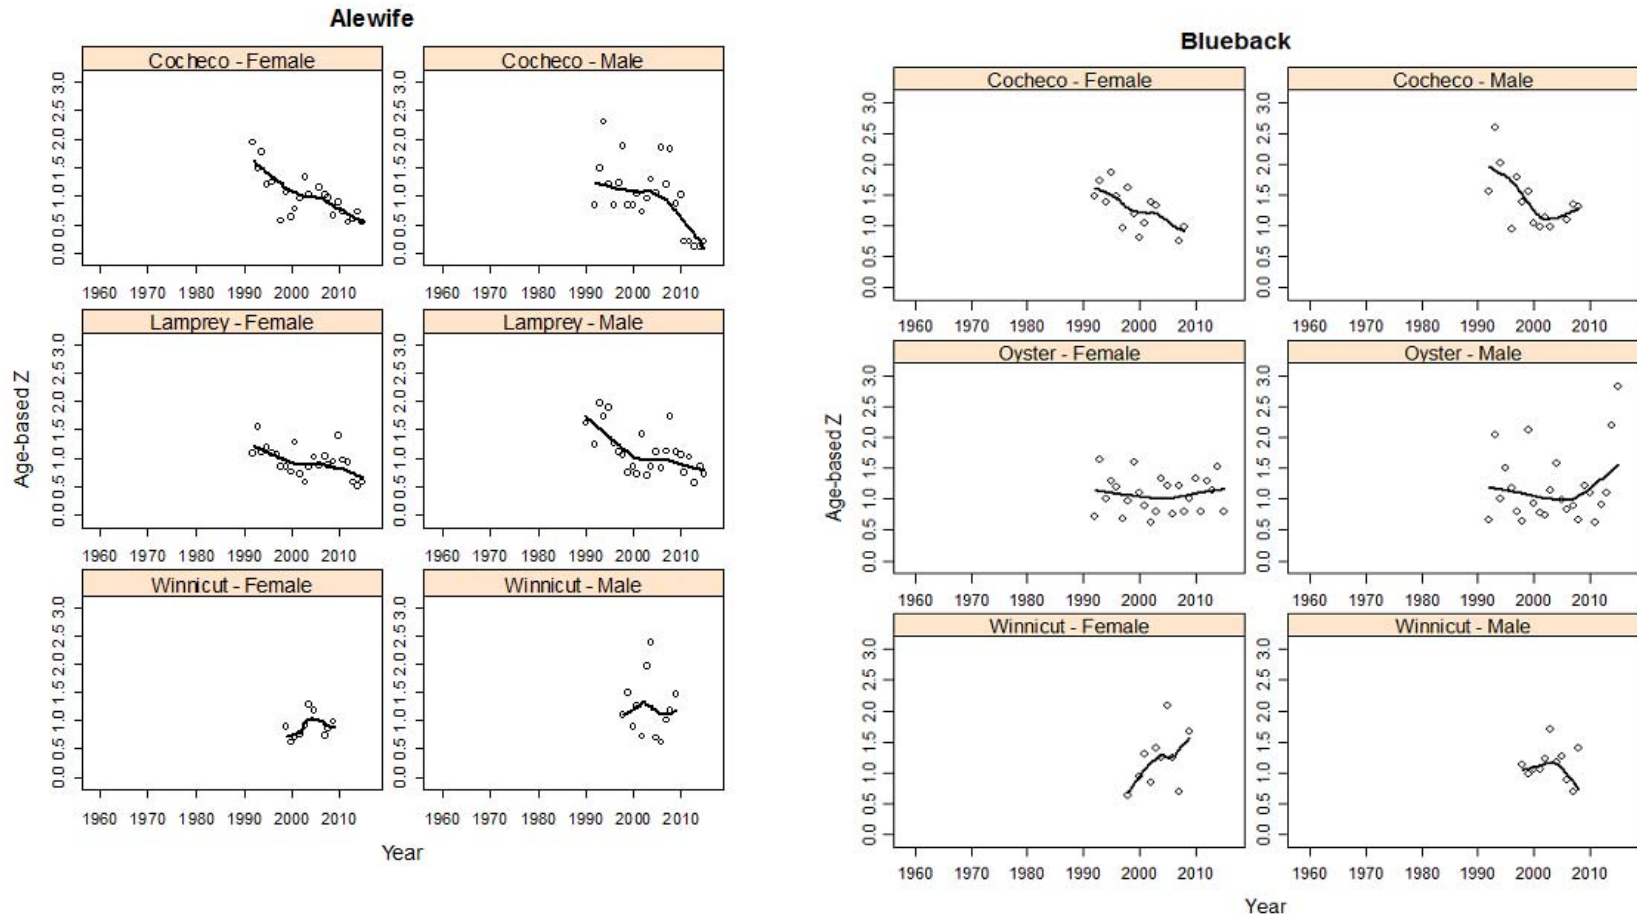 Alewife
Cocheco - Female
Cocheco - Male
0.0 0.5 1.0 1.5 2.0 2.5 3.0
0.0 0.5 1.0 1.5 2.0 2.5 3.0
1960 1970 1980 1990 2000 2010
1960 1970 1980 1990 2000 2010
Lamprey - Female
Lamprey - Male
0.0 0.5 1.0 1.5 2.0 2.5 3.0
0.0 0.5 1.0 1.5 2.0 2.5 3.0
1960 1970 1980 1990 2000 2010
1960 1970 1980 1990 2000 2010
Winnicut - Female
Winnicut - Male
0.0 0.5 1.0 1.5 2.0 2.5 3.0
0.0 0.5 1.0 1.5 2.0 2.5 3.0
1960 1970 1980 1990 2000 2010
1960 1970 1980 1990 2000 2010
Age-based Z
Year
Blueback
Cocheco - Female
Cocheco - Male
0.0 0.5 1.0 1.5 2.0 2.5 3.0
0.0 0.5 1.0 1.5 2.0 2.5 3.0
1960 1970 1980 1990 2000 2010
1960 1970 1980 1990 2000 2010
Oyster - Female
Oyster - Male
0.0 0.5 1.0 1.5 2.0 2.5 3.0
0.0 0.5 1.0 1.5 2.0 2.5 3.0
1960 1970 1980 1990 2000 2010
1960 1970 1980 1990 2000 2010
Winnicut - Female
Winnicut - Male
0.0 0.5 1.0 1.5 2.0 2.5 3.0
0.0 0.5 1.0 1.5 2.0 2.5 3.0
1960 1970 1980 1990 2000 2010
1960 1970 1980 1990 2000 2010
Age-based Z
Year